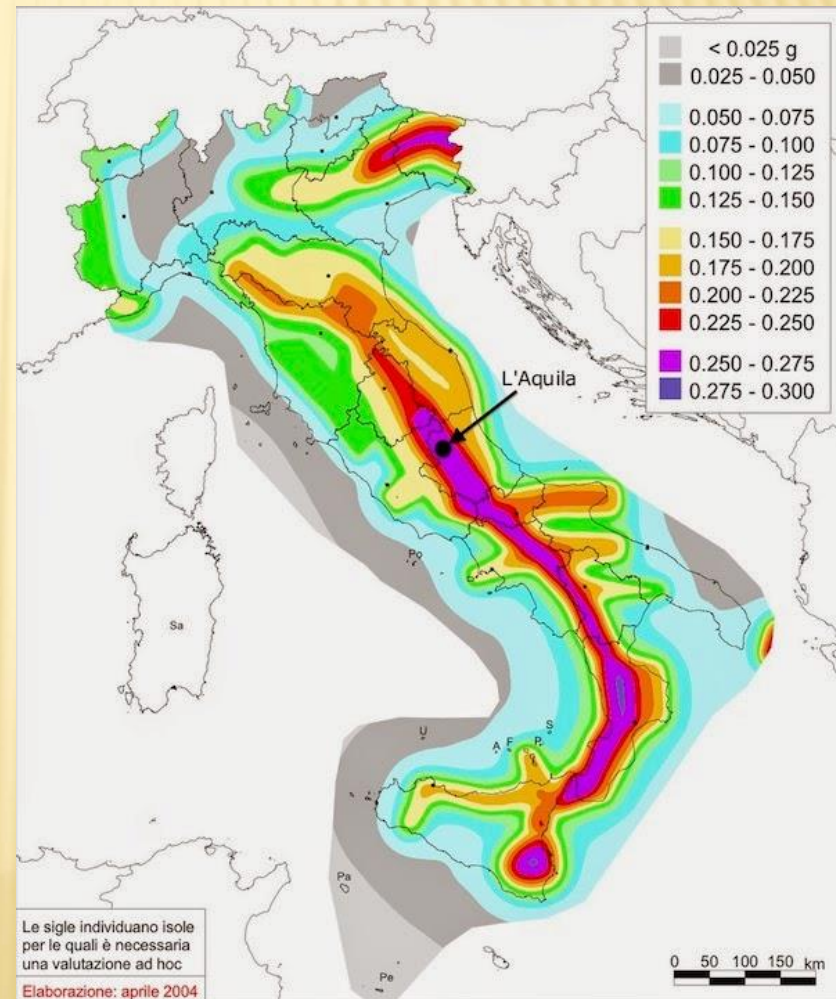 < 0.025 g
0.025 - 0.050
0.050 - 0.075
0.075 - 0.100
0.100 - 0.125
0.125 - 0.150
0.150 - 0.175
0.175 - 0.200
0.200 - 0.225
0.225 - 0.250
0.250 - 0.275
0.275 - 0.300
L'Aquila
Po
Sa
U
A F P S
Pa
Pe
Le sigle individuano isole
per le quali è necessaria
una valutazione ad hoc
Elaborazione: aprile 2004
0 50 100 150 km